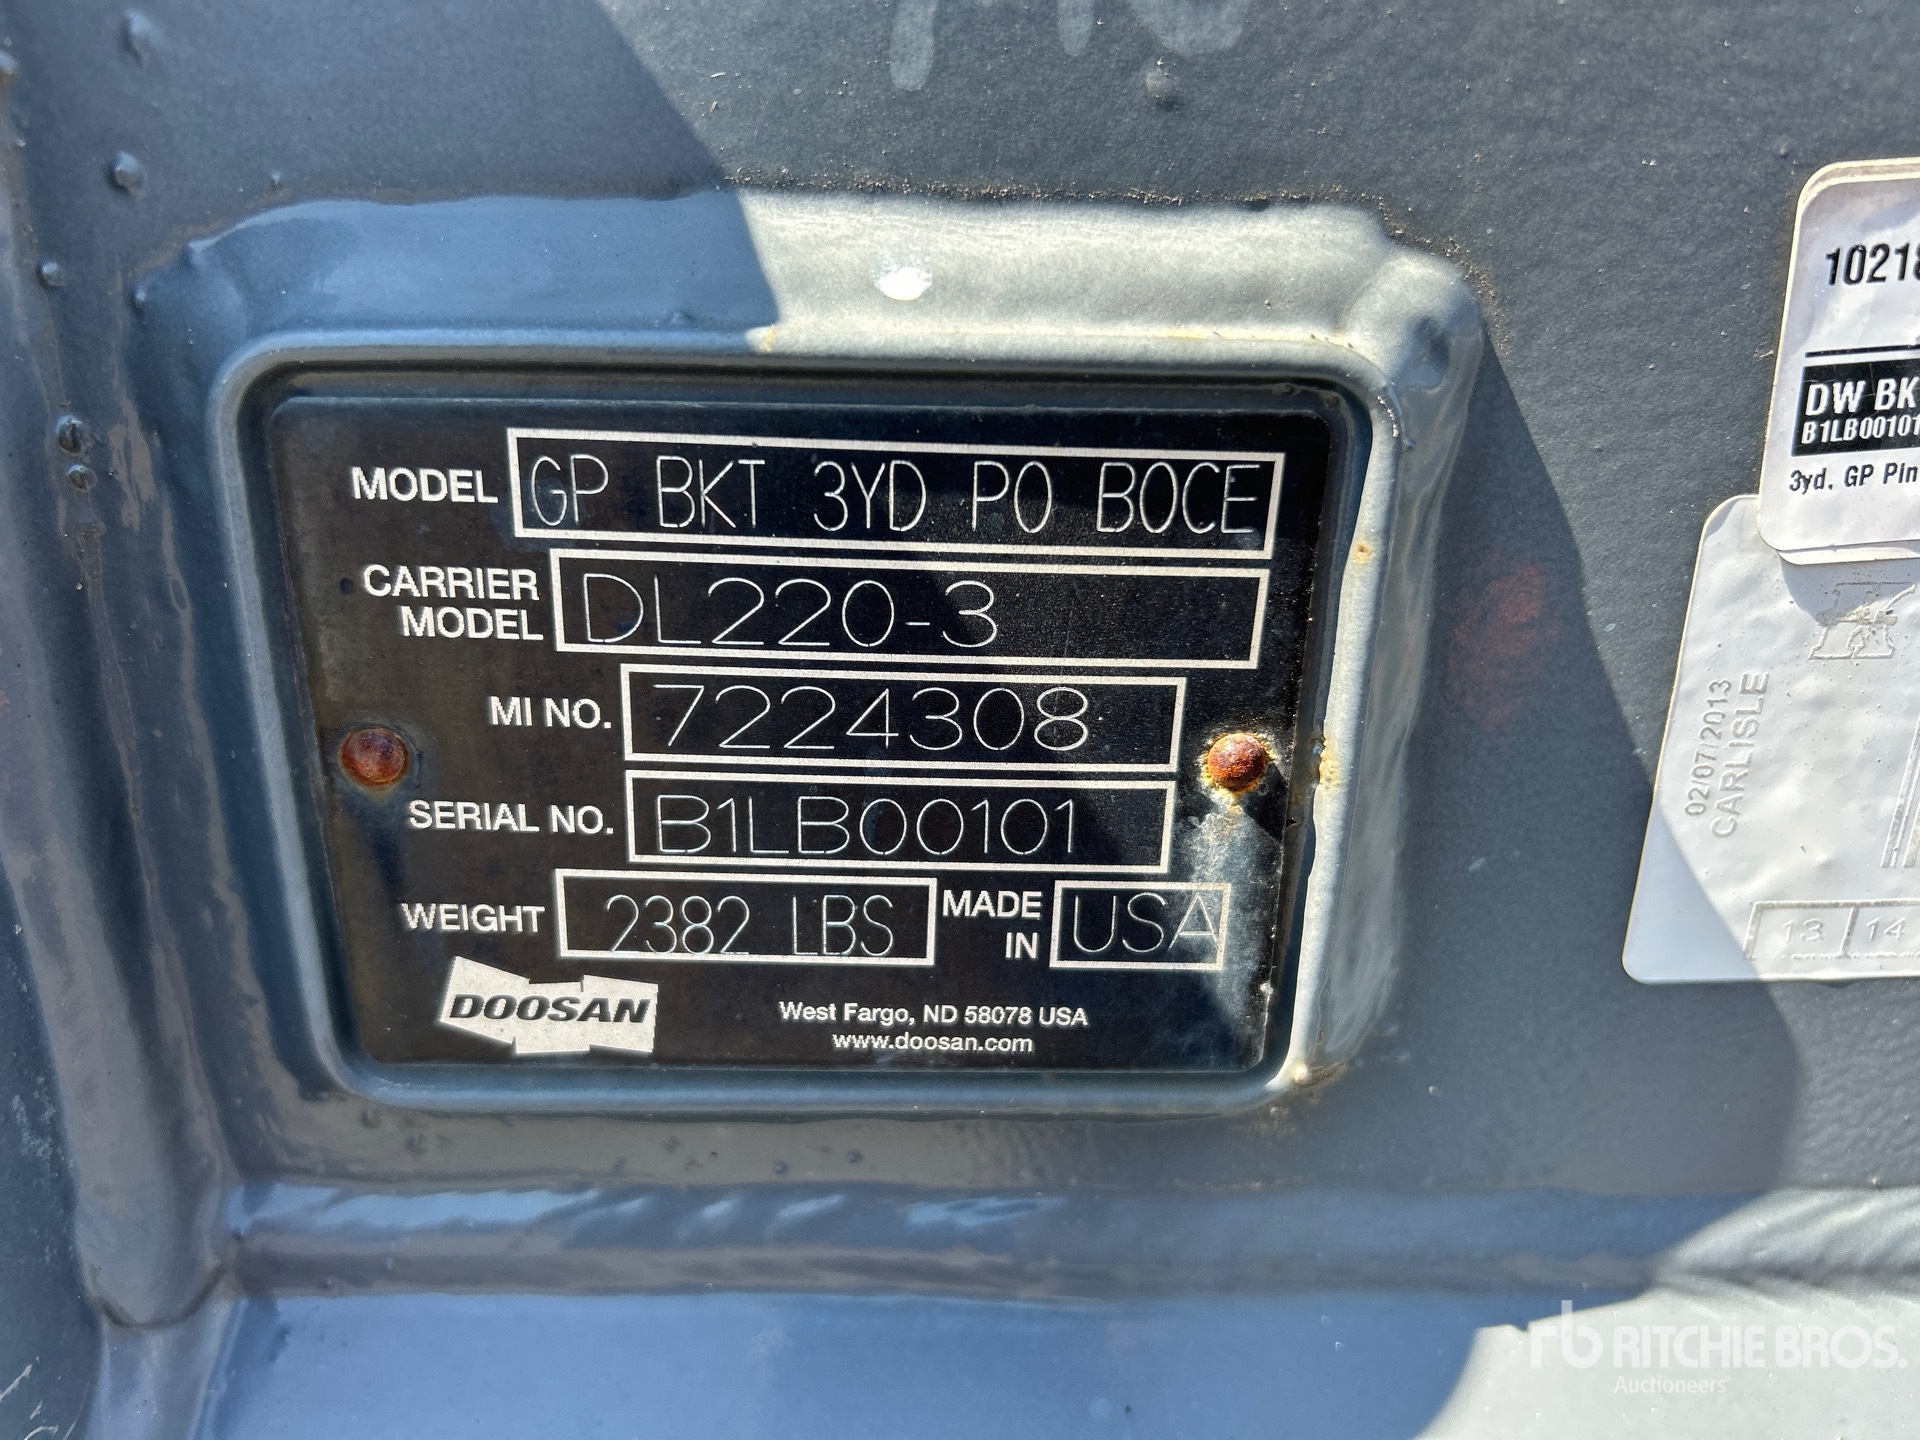 MODEL GP BKT 3YD PO BOCE
CARRIER MODEL DL220-3
MI NO. 7224308
SERIAL NO. B1LB00101
WEIGHT 2382 LBS MADE IN USA
DOOSAN
West Fargo, ND 58078 USA
www.doosan.com
10218
DW BK
B1LB00101
3yd, GP Pin
02/07/2013
CARLISLE
13 14
rb RITCHIE BROS.
Auctioneers